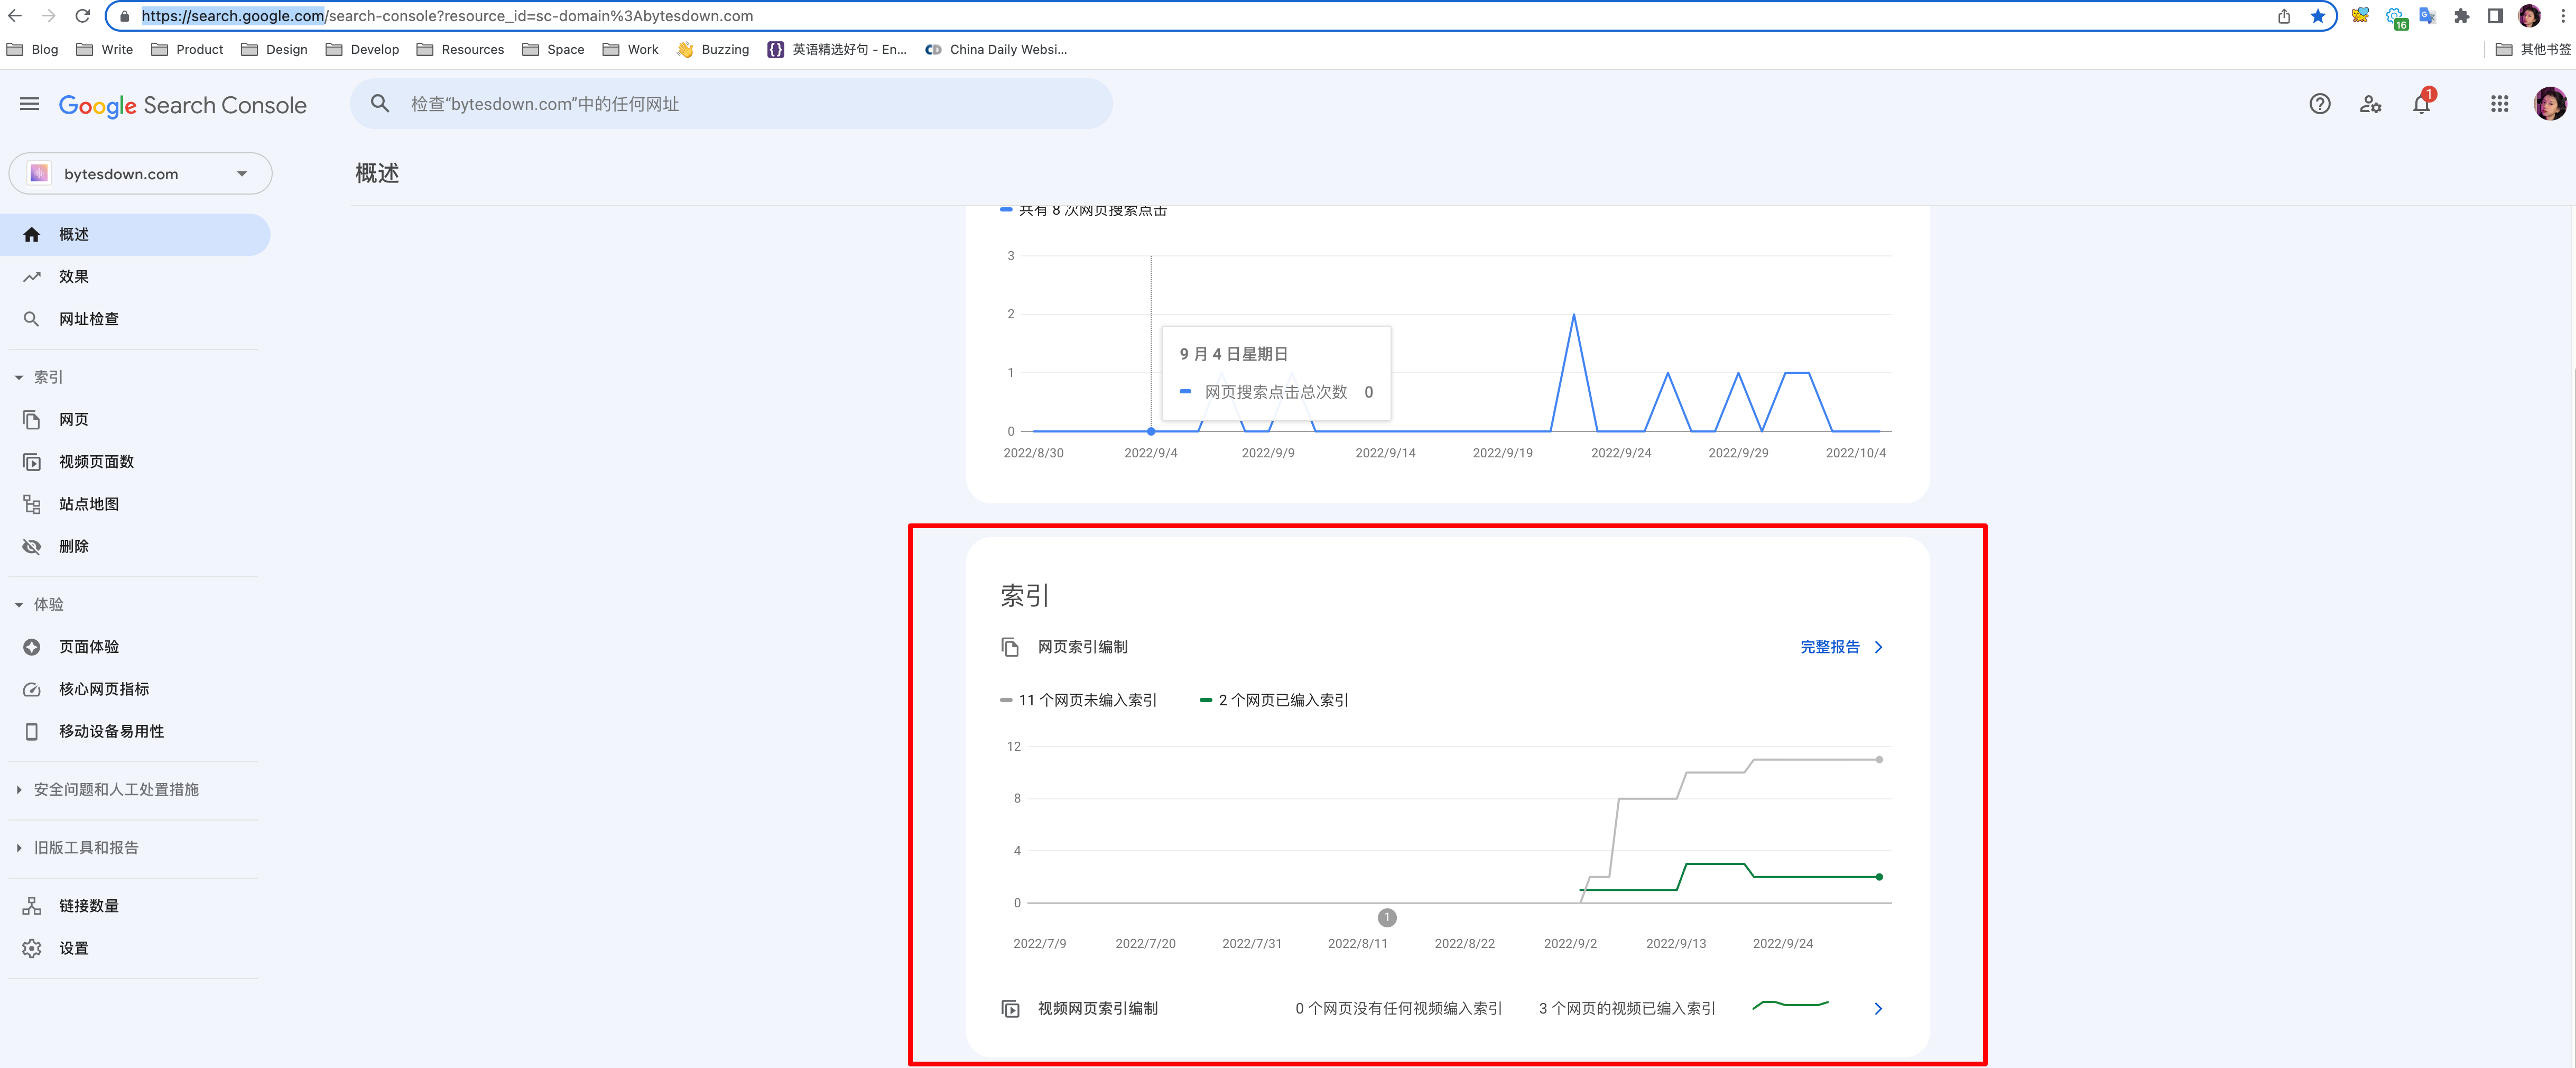 https://search.google.com/search-console?resource_id=sc-domain%3Abytesdown.com
16
Blog
Write
Product
Design
Develop
Resources
Space
Work
Buzzing
英语精选好句 - En...
China Daily Websi...
其他书签
Google Search Console
检查“bytesdown.com”中的任何网址
1
bytesdown.com
概述
概述
效果
网址检查
索引
网页
视频页面数
站点地图
删除
体验
页面体验
核心网页指标
移动设备易用性
安全问题和人工处置措施
旧版工具和报告
链接数量
设置
共有 8 次网页搜索点击
3
2
1
0
9 月 4 日星期日
网页搜索点击总次数 0
2022/8/30
2022/9/4
2022/9/9
2022/9/14
2022/9/19
2022/9/24
2022/9/29
2022/10/4
索引
网页索引编制
完整报告
11 个网页未编入索引
2 个网页已编入索引
12
8
4
0
1
2022/7/9
2022/7/20
2022/7/31
2022/8/11
2022/8/22
2022/9/2
2022/9/13
2022/9/24
视频网页索引编制
0 个网页没有任何视频编入索引
3 个网页的视频已编入索引